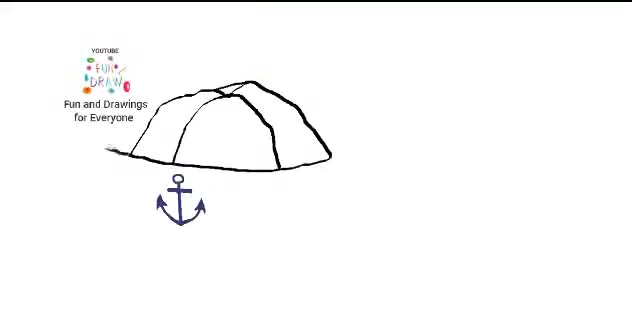 YOUTUBE
FUN
DRAW
Fun and Drawings
for Everyone